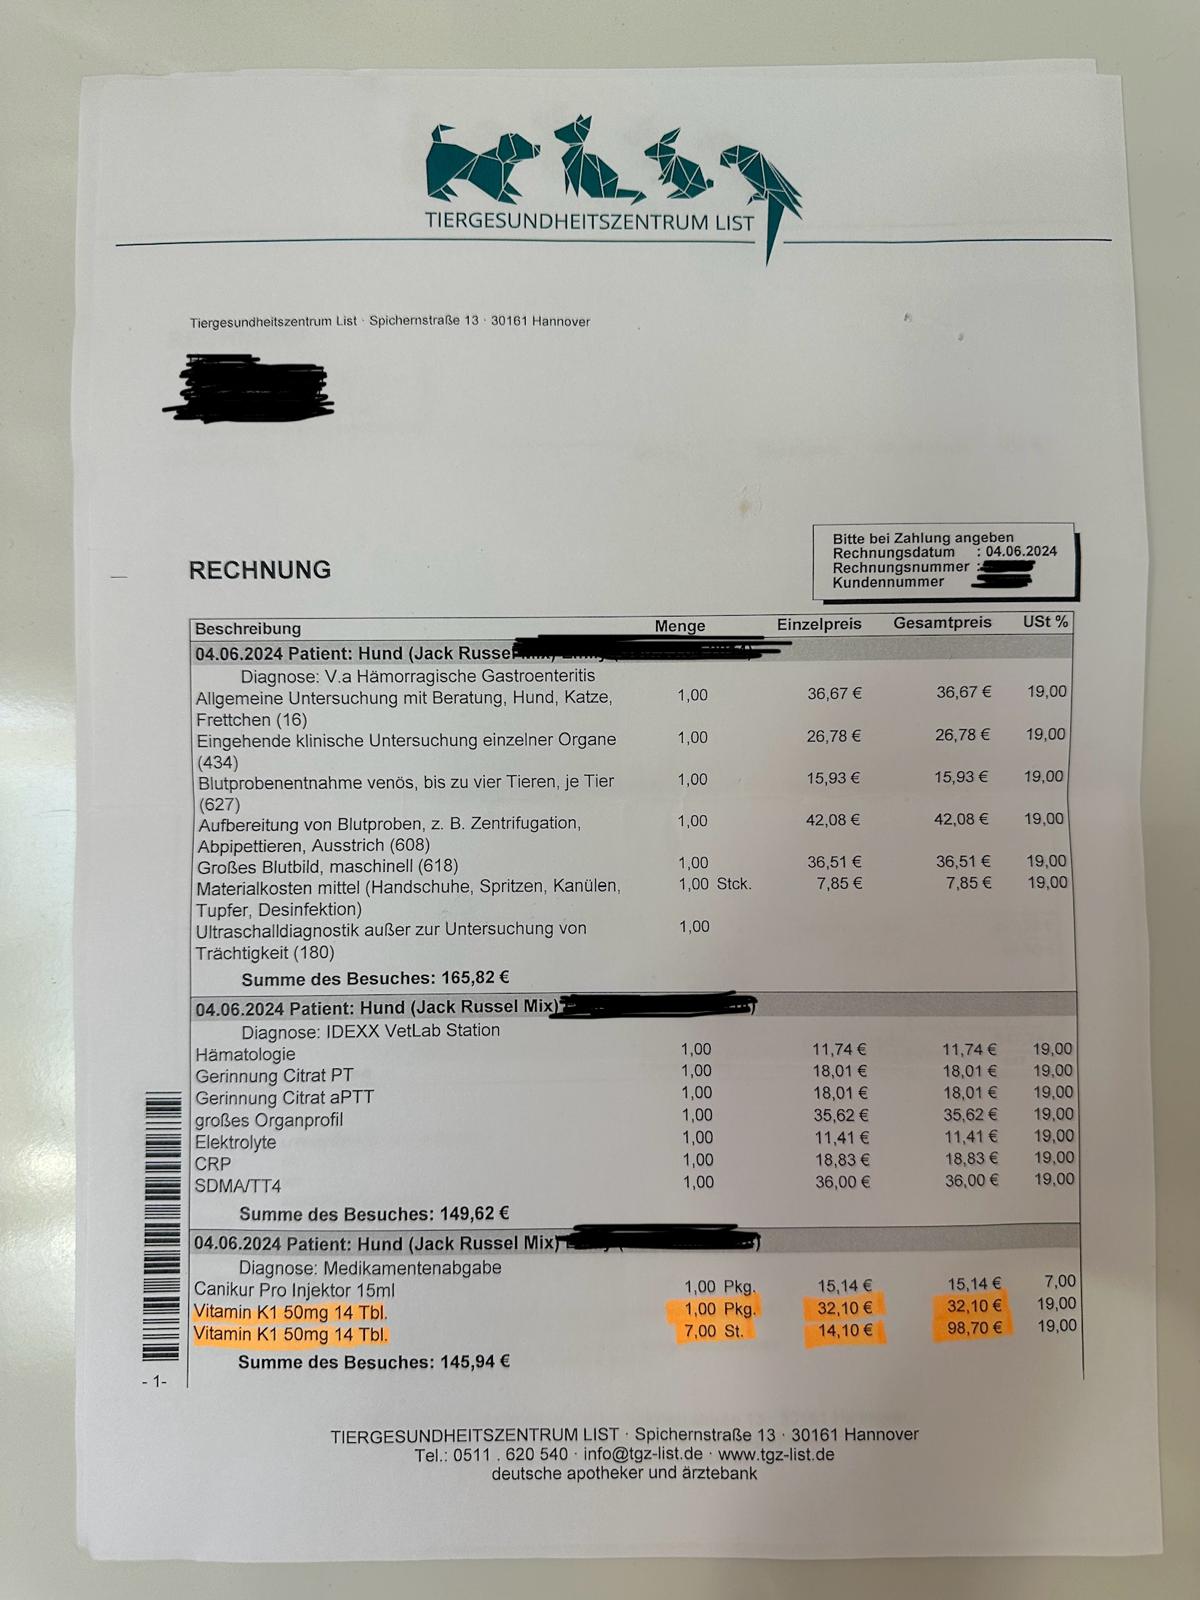 TIERGESUNDHEITSZENTRUM LIST
Tiergesundheitszentrum List · Spichernstraße 13 · 30161 Hannover
Bitte bei Zahlung angeben
Rechnungsdatum : 04.06.2024
Rechnungsnummer :
Kundennummer
RECHNUNG
Beschreibung Menge Einzelpreis Gesamtpreis USt %
04.06.2024 Patient: Hund (Jack Russel
Diagnose: V.a Hämorragische Gastroenteritis
Allgemeine Untersuchung mit Beratung, Hund, Katze, 1,00 36,67 € 36,67 € 19,00
Frettchen (16)
Eingehende klinische Untersuchung einzelner Organe 1,00 26,78 € 26,78 € 19,00
(434)
Blutprobenentnahme venös, bis zu vier Tieren, je Tier 1,00 15,93 € 15,93 € 19,00
(627)
Aufbereitung von Blutproben, z. B. Zentrifugation, 1,00 42,08 € 42,08 € 19,00
Abpipettieren, Ausstrich (608)
Großes Blutbild, maschinell (618) 1,00 36,51 € 36,51 € 19,00
Materialkosten mittel (Handschuhe, Spritzen, Kanülen, 1,00 Stck. 7,85 € 7,85 € 19,00
Tupfer, Desinfektion)
Ultraschalldiagnostik außer zur Untersuchung von 1,00
Trächtigkeit (180)
Summe des Besuches: 165,82 €
04.06.2024 Patient: Hund (Jack Russel Mix)
Diagnose: IDEXX VetLab Station
Hämatologie 1,00 11,74 € 11,74 € 19,00
Gerinnung Citrat PT 1,00 18,01 € 18,01 € 19,00
Gerinnung Citrat aPTT 1,00 18,01 € 18,01 € 19,00
großes Organprofil 1,00 35,62 € 35,62 € 19,00
Elektrolyte 1,00 11,41 € 11,41 € 19,00
CRP 1,00 18,83 € 18,83 € 19,00
SDMA/TT4 1,00 36,00 € 36,00 € 19,00
Summe des Besuches: 149,62 €
04.06.2024 Patient: Hund (Jack Russel Mix)
Diagnose: Medikamentenabgabe
Canikur Pro Injektor 15ml 1,00 Pkg. 15,14 € 15,14 € 7,00
Vitamin K1 50mg 14 Tbl. 1,00 Pkg. 32,10 € 32,10 € 19,00
Vitamin K1 50mg 14 Tbl. 7,00 St. 14,10 € 98,70 € 19,00
Summe des Besuches: 145,94 €
- 1-
TIERGESUNDHEITSZENTRUM LIST · Spichernstraße 13 · 30161 Hannover
Tel.: 0511 . 620 540 · info@tgz-list.de · www.tgz-list.de
deutsche apotheker und ärztebank